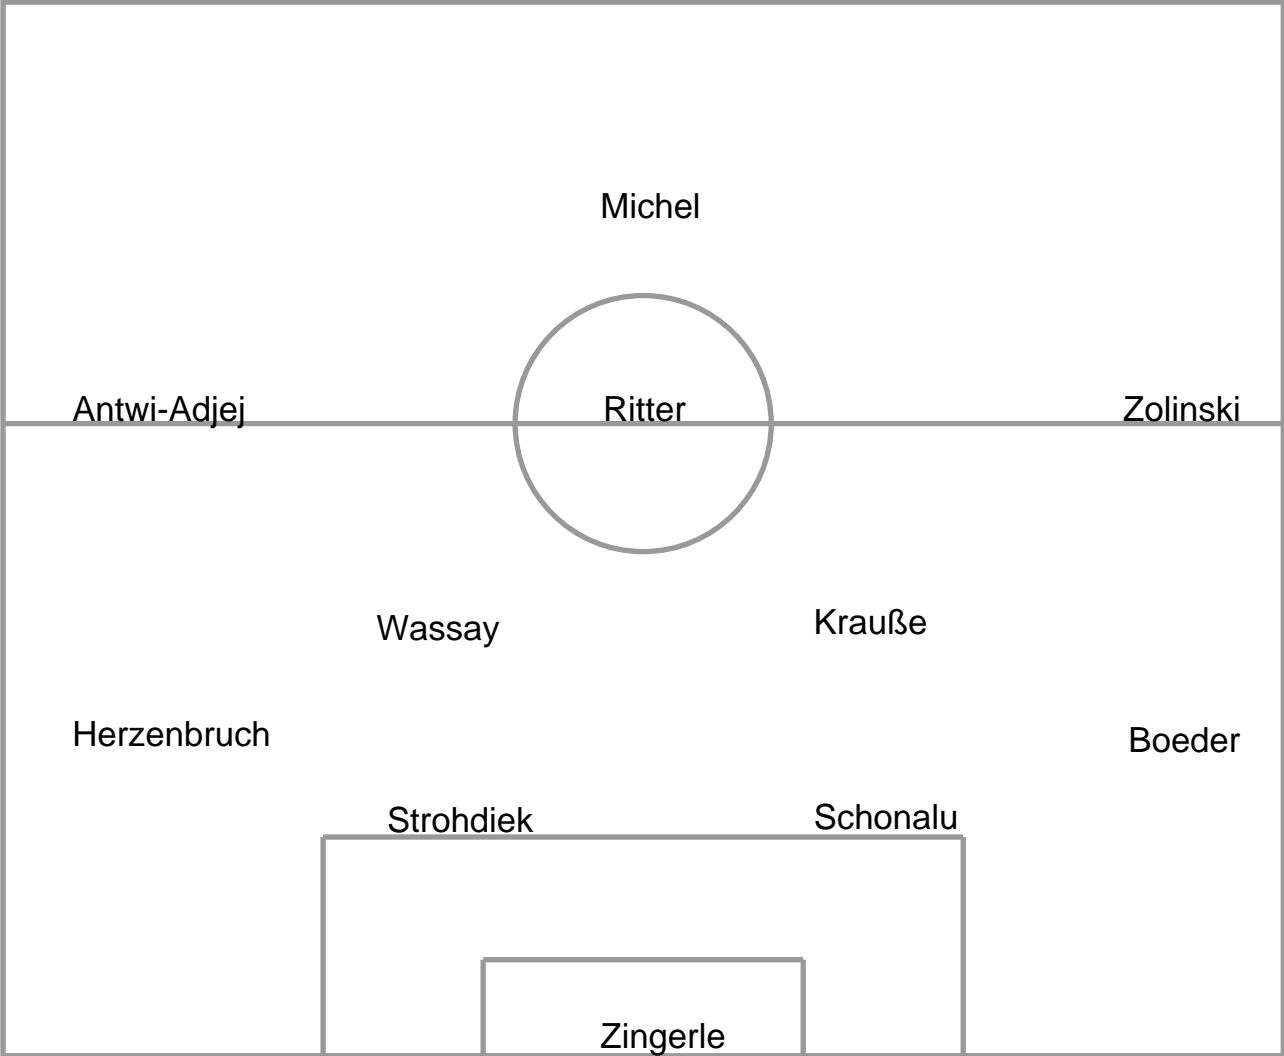 Michel
Antwi-Adjej
Ritter
Zolinski
Wassay
Krauße
Herzenbruch
Boeder
Strohdiek
Schonalu
Zingerle